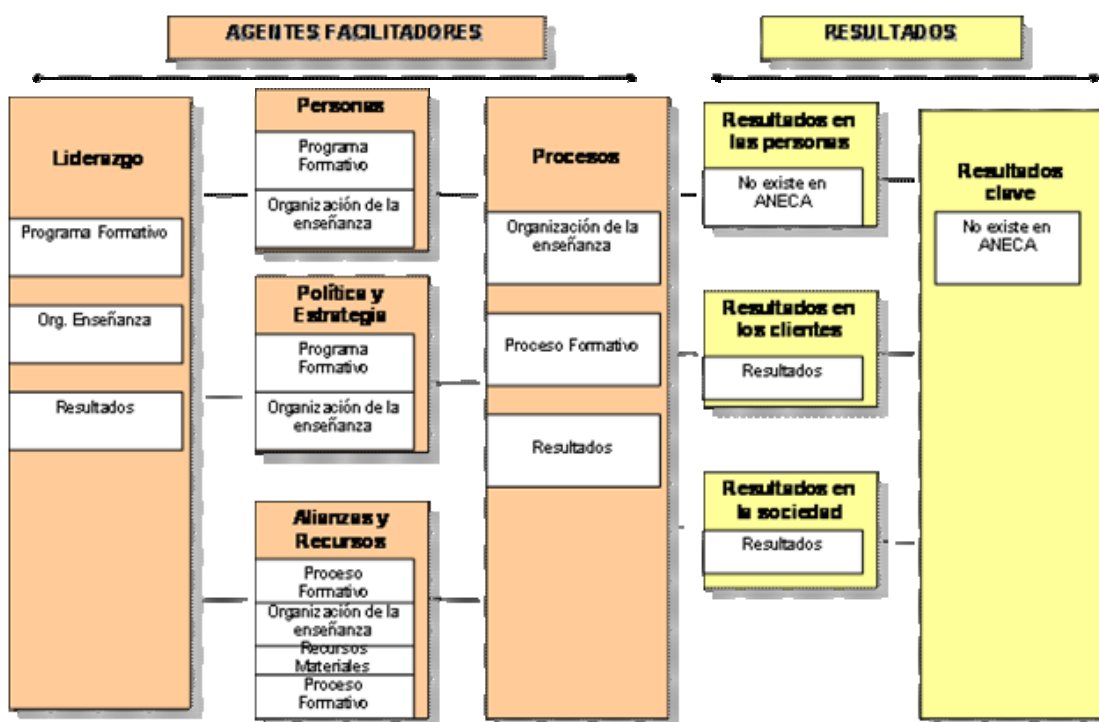 AGENTES FACILITADORES
RESULTADOS
Liderazgo
Programa Formativo
Org. Enseñanza
Resultados
Personas
Programa
Formativo
Organización de la
enseñanza
Política y
Estrategia
Programa
Formativo
Organización de la
enseñanza
Alianzas y
Recursos
Proceso
Formativo
Organización de la
enseñanza
Recursos
Materiales
Proceso
Formativo
Procesos
Organización de la
enseñanza
Proceso Formativo
Resultados
Resultados en
las personas
No existe en
ANECA
Resultados en
los clientes
Resultados
Resultados en
la sociedad
Resultados
Resultados
clave
No existe en
ANECA